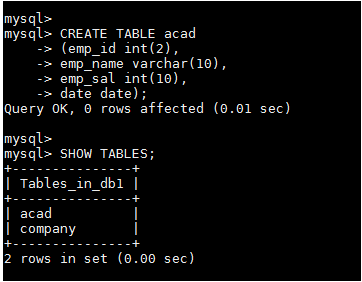 mysql>
mysql> CREATE TABLE acad
    -> (emp_id int(2),
    -> emp_name varchar(10),
    -> emp_sal int(10),
    -> date date);
Query OK, 0 rows affected (0.01 sec)
mysql>
mysql> SHOW TABLES;
+---------------+
| Tables_in_db1 |
+---------------+
| acad          |
| company       |
+---------------+
2 rows in set (0.00 sec)